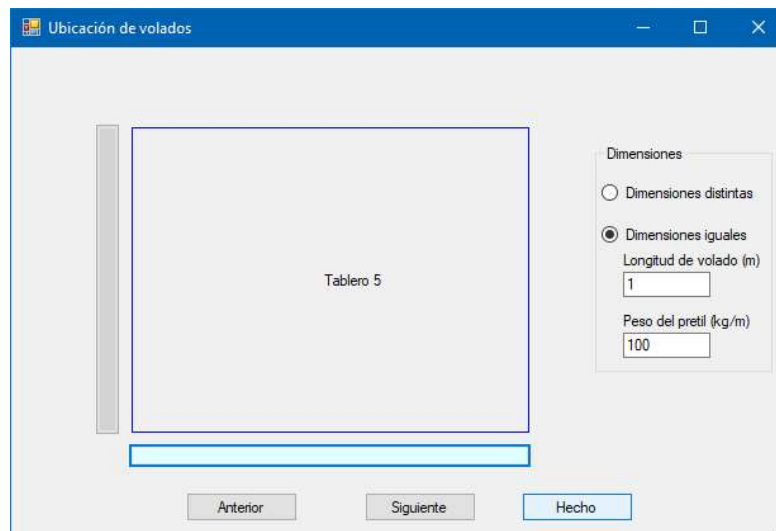 Ubicación de volados
Dimensiones
Dimensiones distintas
Dimensiones iguales
Longitud de volado (m)
1
Tablero 5
Peso del pretil (kg/m)
100
Anterior
Siguiente
Hecho